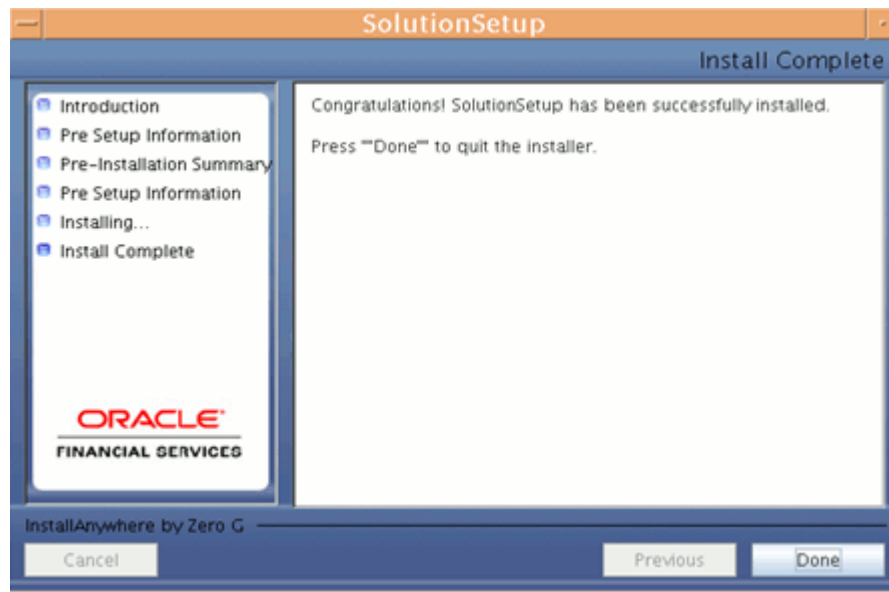 SolutionSetup
Install Complete
Introduction
Pre Setup Information
Pre-Installation Summary
Pre Setup Information
Installing...
Install Complete
ORACLE
FINANCIAL SERVICES
Congratulations! SolutionSetup has been successfully installed.
Press ""Done"" to quit the installer.
InstallAnywhere by Zero G
Cancel
Previous
Done